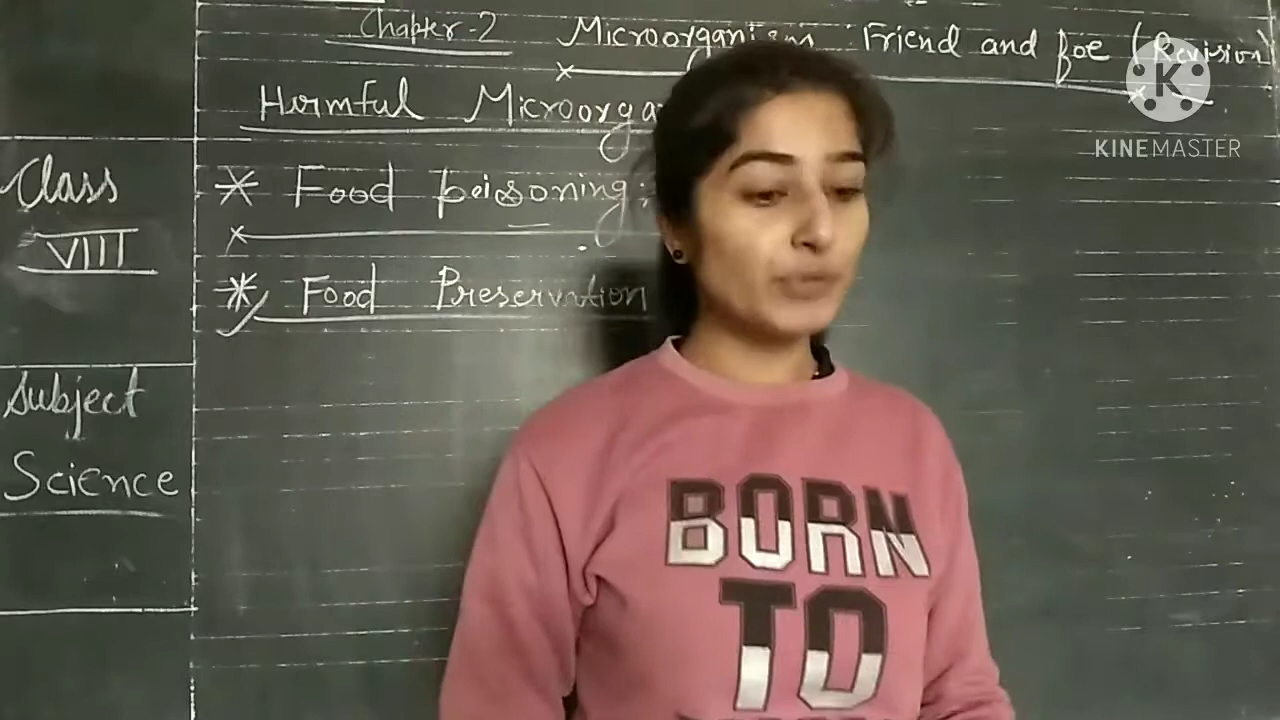 Chapter-2 Microorganism: Friend and foe (Revision)
Harmful Microorga
Class
VIII
* Food poisoning:
* Food Preservation
Subject
Science
K
KINEMASTER
BORN
TO